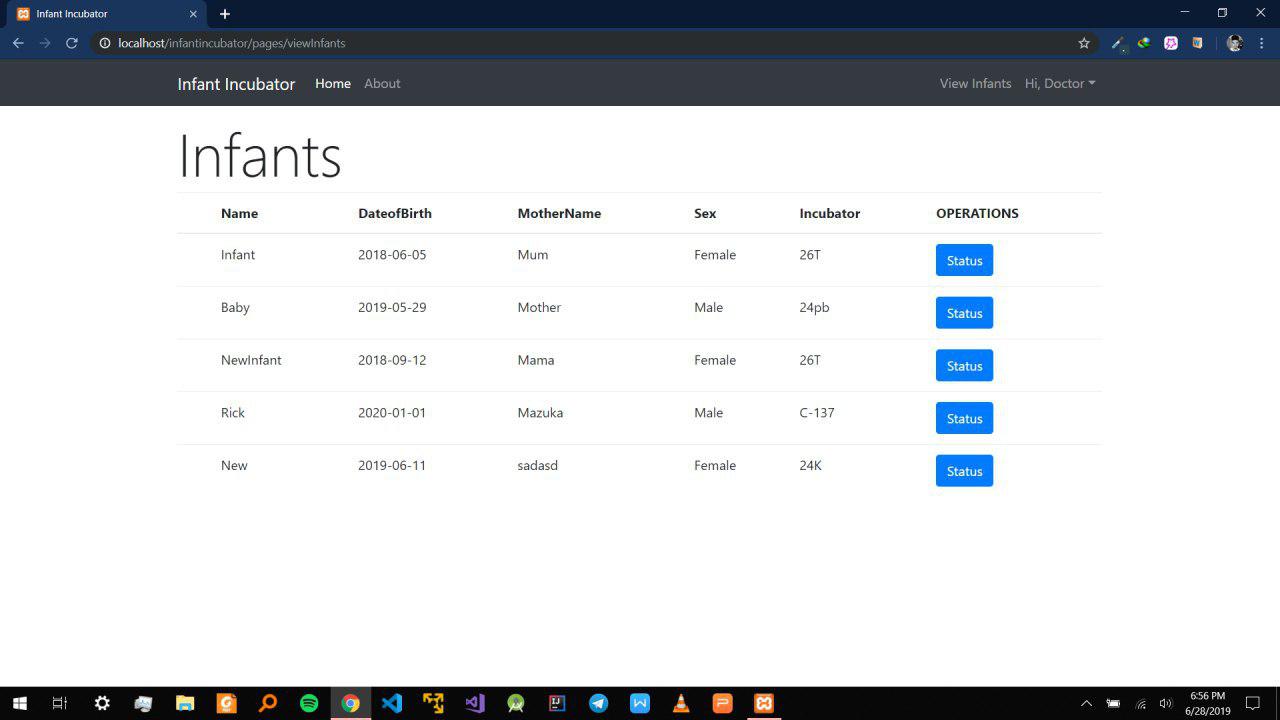 Infant Incubator
localhost/infantincubator/pages/viewInfants
Infant Incubator Home About View Infants Hi, Doctor
Infants
Name DateofBirth MotherName Sex Incubator OPERATIONS
Infant 2018-06-05 Mum Female 26T Status
Baby 2019-05-29 Mother Male 24pb Status
NewInfant 2018-09-12 Mama Female 26T Status
Rick 2020-01-01 Mazuka Male C-137 Status
New 2019-06-11 sadasd Female 24K Status
6:56 PM
6/28/2019